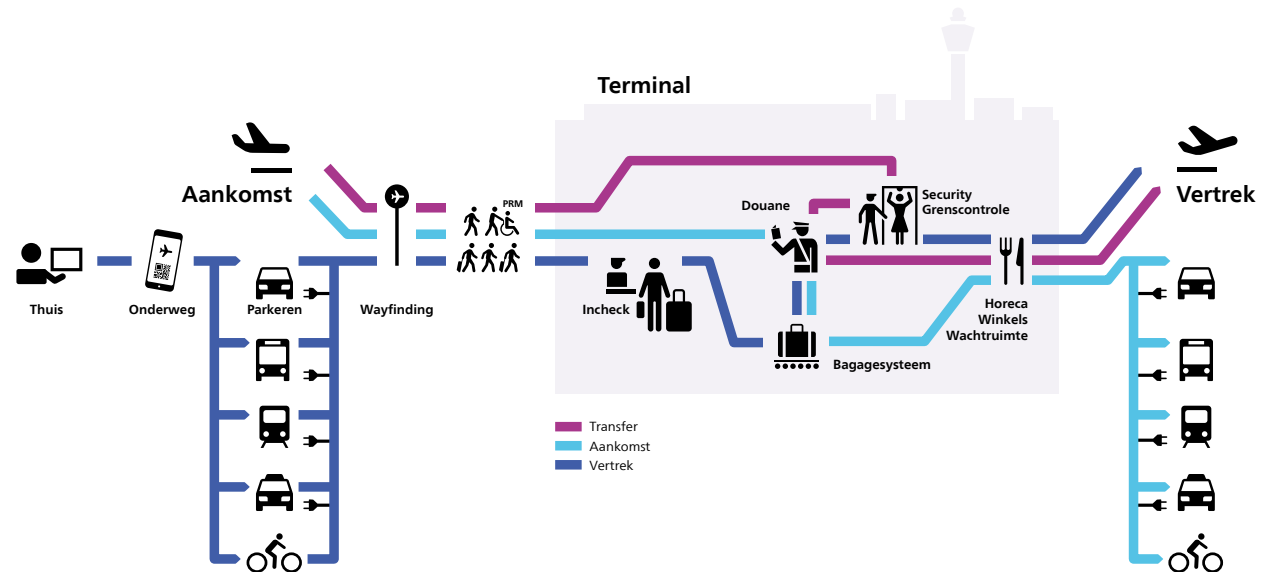 Terminal
Aankomst
Vertrek
PRM
Douane
Security
Grenscontrole
Thuis
Onderweg
Parkeren
Wayfinding
Incheck
Horeca
Winkels
Wachtruimte
Bagagesysteem
Transfer
Aankomst
Vertrek